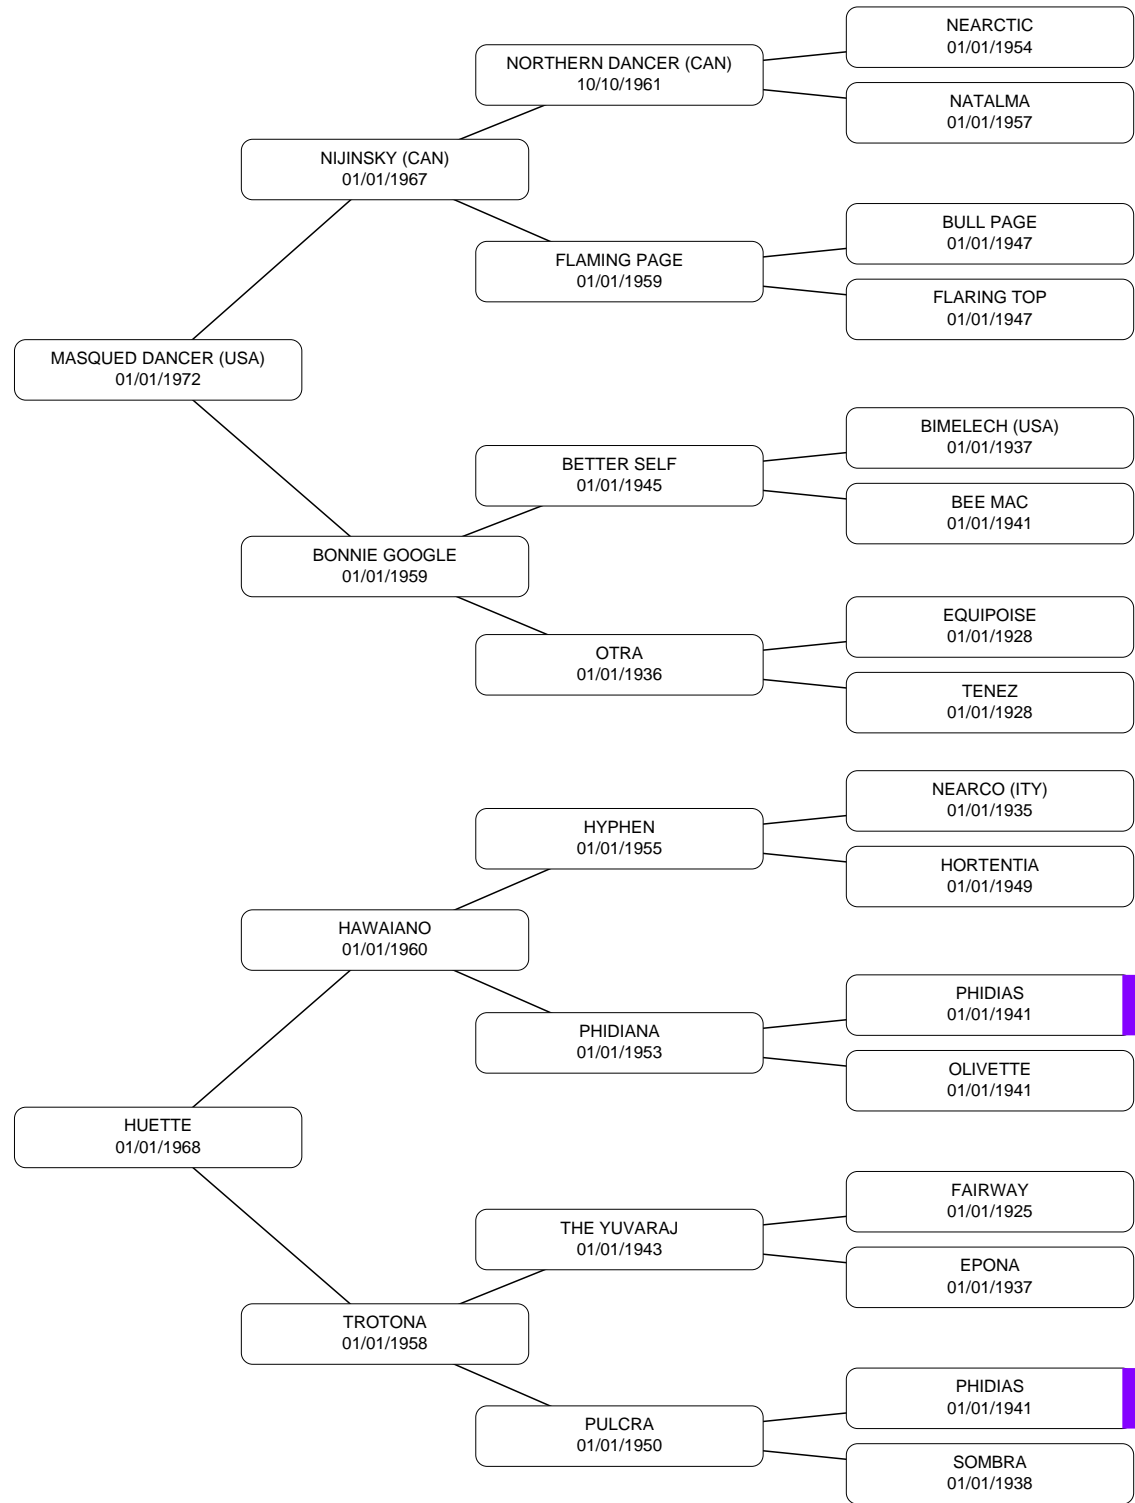 NEARCTIC
01/01/1954
NORTHERN DANCER (CAN)
10/10/1961
NATALMA
01/01/1957
NIJINSKY (CAN)
01/01/1967
BULL PAGE
01/01/1947
FLAMING PAGE
01/01/1959
FLARING TOP
01/01/1947
MASQUED DANCER (USA)
01/01/1972
BIMELECH (USA)
01/01/1937
BETTER SELF
01/01/1945
BEE MAC
01/01/1941
BONNIE GOOGLE
01/01/1959
EQUIPOISE
01/01/1928
OTRA
01/01/1936
TENEZ
01/01/1928
NEARCO (ITY)
01/01/1935
HYPHEN
01/01/1955
HORTENTIA
01/01/1949
HAWAIANO
01/01/1960
PHIDIAS
01/01/1941
PHIDIANA
01/01/1953
OLIVETTE
01/01/1941
HUETTE
01/01/1968
FAIRWAY
01/01/1925
THE YUVARAJ
01/01/1943
EPONA
01/01/1937
TROTONA
01/01/1958
PHIDIAS
01/01/1941
PULCRA
01/01/1950
SOMBRA
01/01/1938